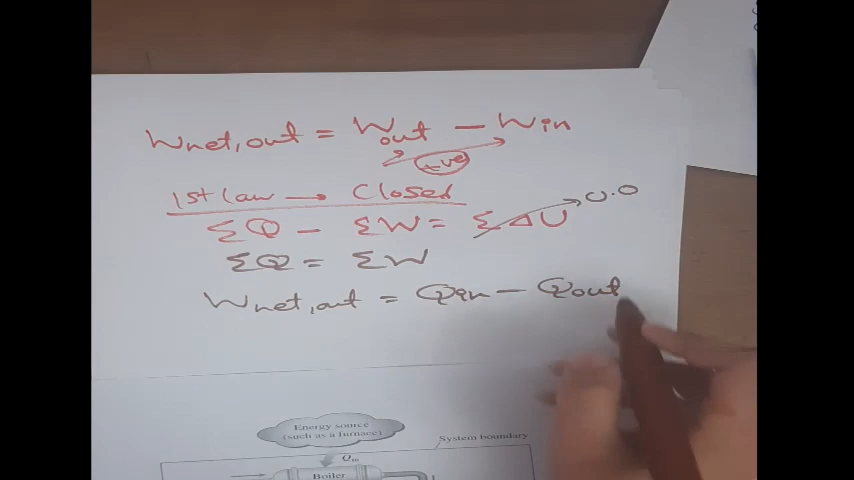 Wnet,out = Wout - Win
+ve
1st law → Closed
ΣQ - ΣW = ΣΔU → 0.0
ΣQ = ΣW
Wnet,out = Qin - Qout
Energy source
(such as a furnace)
System boundary
Qin
Boiler